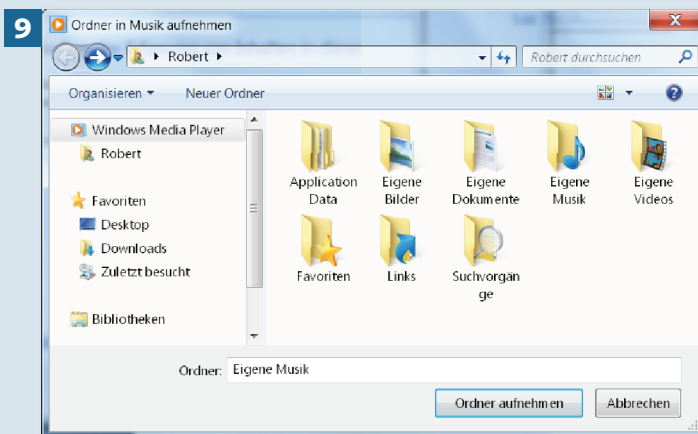 9
Ordner in Musik aufnehmen
Robert
Robert durchsuchen
Organisieren
Neuer Ordner
Windows Media Player
Robert
Favoriten
Desktop
Downloads
Zuletzt besucht
Bibliotheken
Application
Data
Eigene
Bilder
Eigene
Dokumente
Eigene
Musik
Eigene
Videos
Favoriten
Links
Suchvorgän
ge
Ordner: Eigene Musik
Ordner aufnehmen
Abbrechen